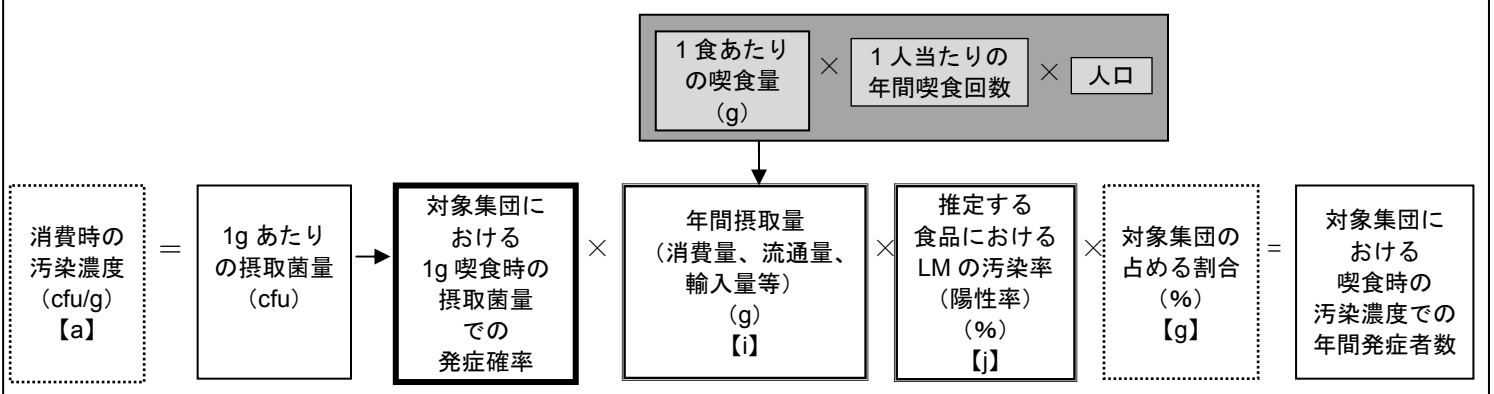 1 食あたり
の喫食量
（g）
×
1 人当たりの
年間喫食回数
×
人口
消費時の
汚染濃度
（cfu/g）
【a】
＝
1g あたり
の摂取菌量
（cfu）
対象集団に
おける
1g 喫食時の
摂取菌量
での
発症確率
×
年間摂取量
（消費量、流通量、
輸入量等）
（g）
【i】
×
推定する
食品における
LM の汚染率
（陽性率）
（%）
【j】
×
対象集団の
占める割合
（%）
【g】
=
対象集団に
おける
喫食時の
汚染濃度での
年間発症者数